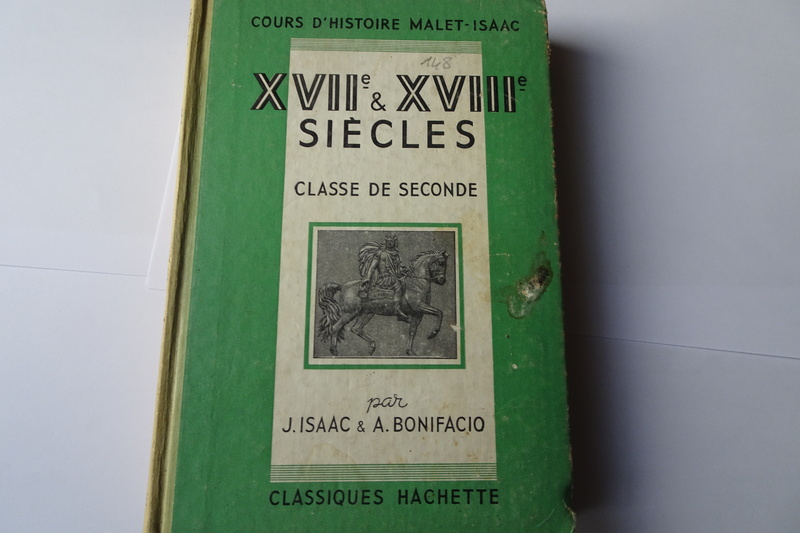 COURS D'HISTOIRE MALET-ISAAC
148
XVIIe & XVIIIe
SIÈCLES
CLASSE DE SECONDE
par
J. ISAAC & A. BONIFACIO
CLASSIQUES HACHETTE